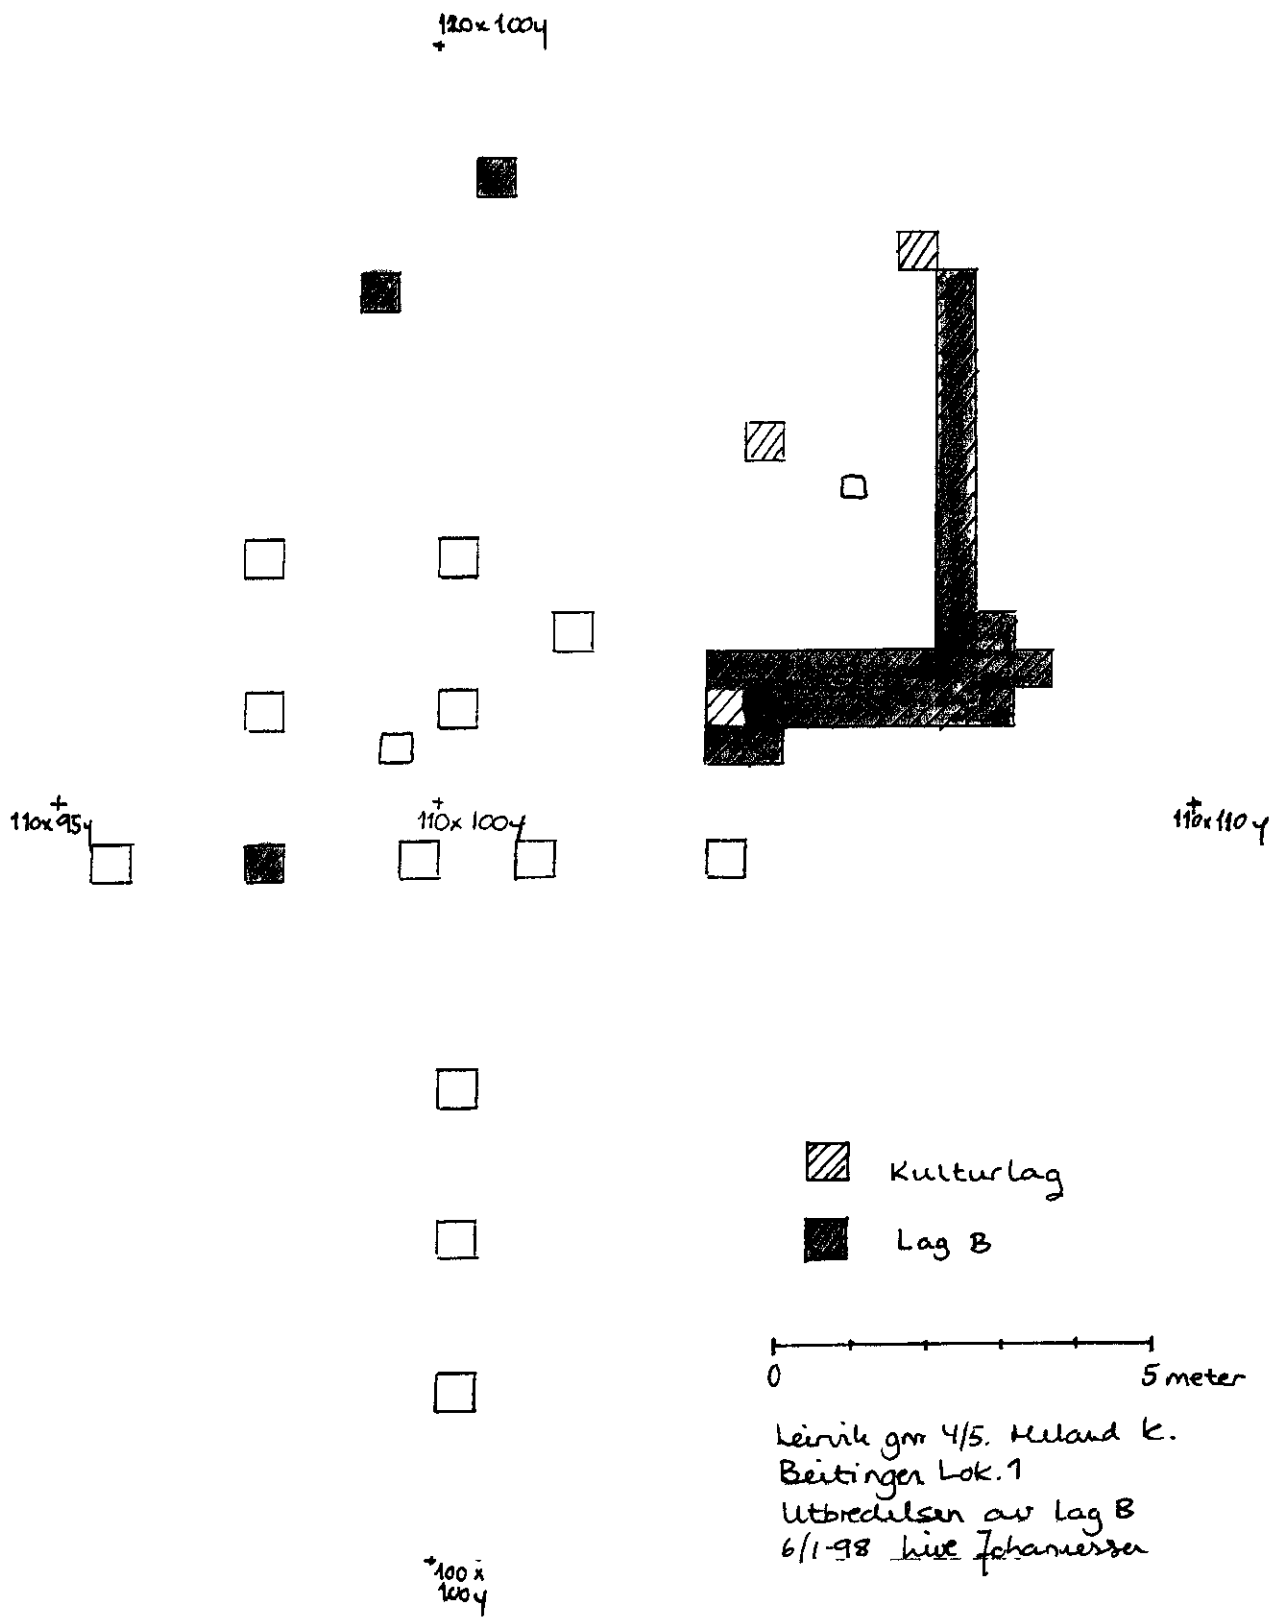 120x100y
110x95y
110x100y
110x110y
Kulturlag
Lag B
0 5 meter
Leirvik gnr 4/5. Meland k.
Beitingen Lok. 1
Utbredelsen av lag B
6/1-98 Live Johannessen
100x
100y